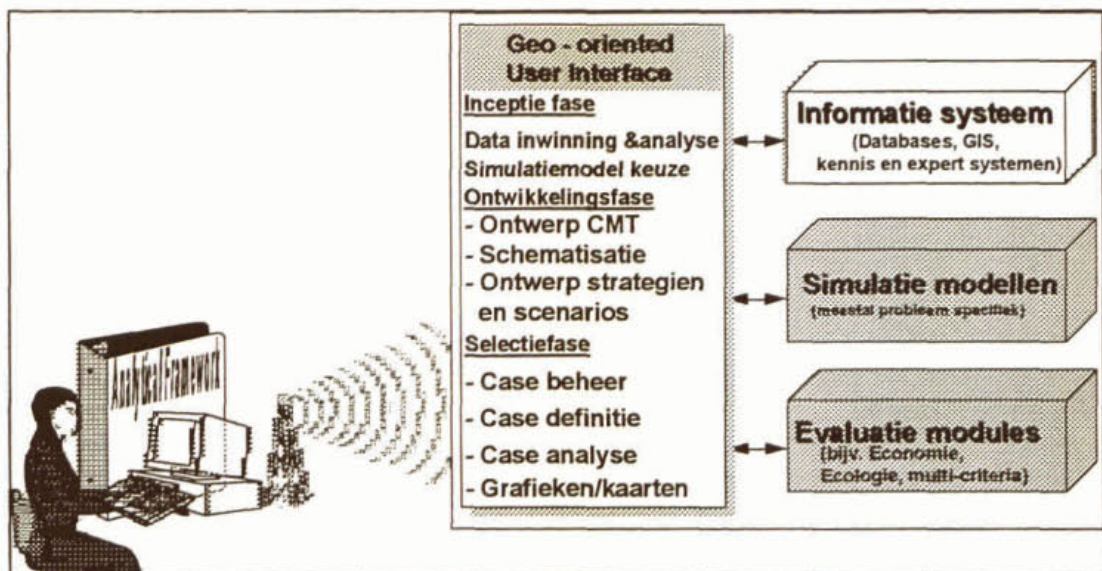 Geo - oriented
User Interface
Inceptie fase
Data inwinning &analyse
Simulatiemodel keuze
Ontwikkelingsfase
- Ontwerp CMT
- Schematisatie
- Ontwerp strategien
en scenarios
Selectiefase
- Case beheer
- Case definitie
- Case analyse
- Grafieken/kaarten
Informatie systeem
(Databases, GIS,
kennis en expert systemen)
Simulatie modellen
(meestal probleem specifiek)
Evaluatie modules
(bijv. Economie,
Ecologie, multi-criteria)
Analytical Framework